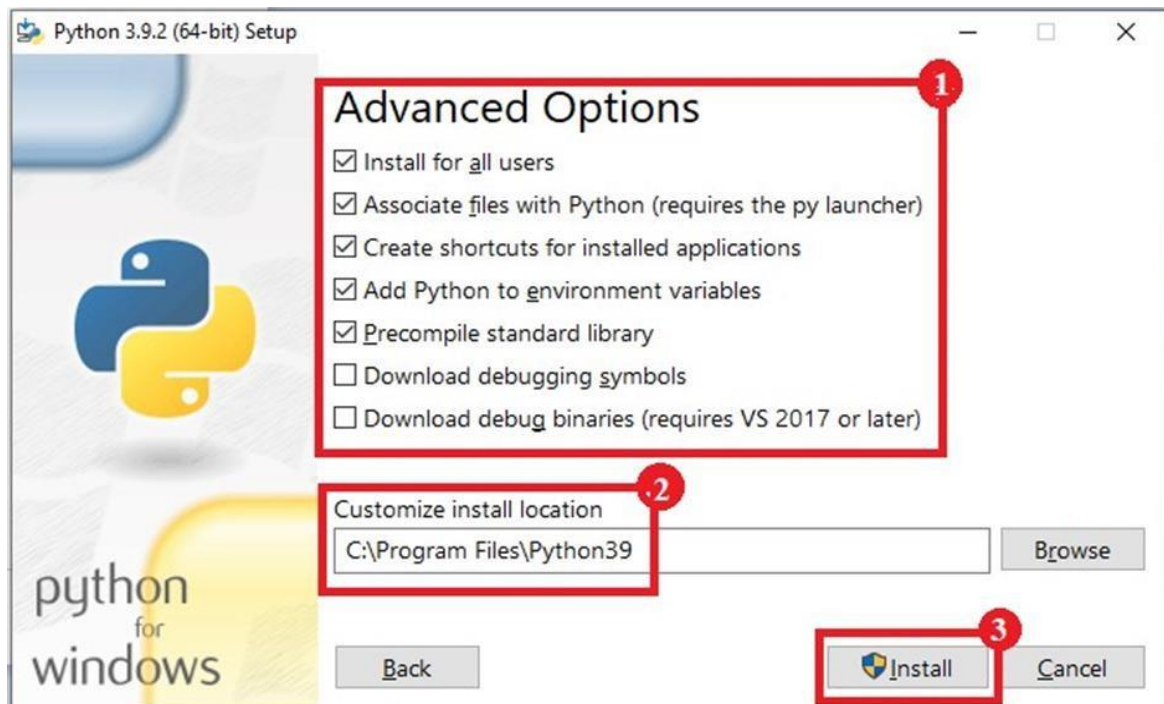 Python 3.9.2 (64-bit) Setup
1
Advanced Options
Install for all users
Associate files with Python (requires the py launcher)
Create shortcuts for installed applications
Add Python to environment variables
Precompile standard library
Download debugging symbols
Download debug binaries (requires VS 2017 or later)
2
Customize install location
C:\Program Files\Python39
Browse
python
for
windows
3
Back
Install
Cancel